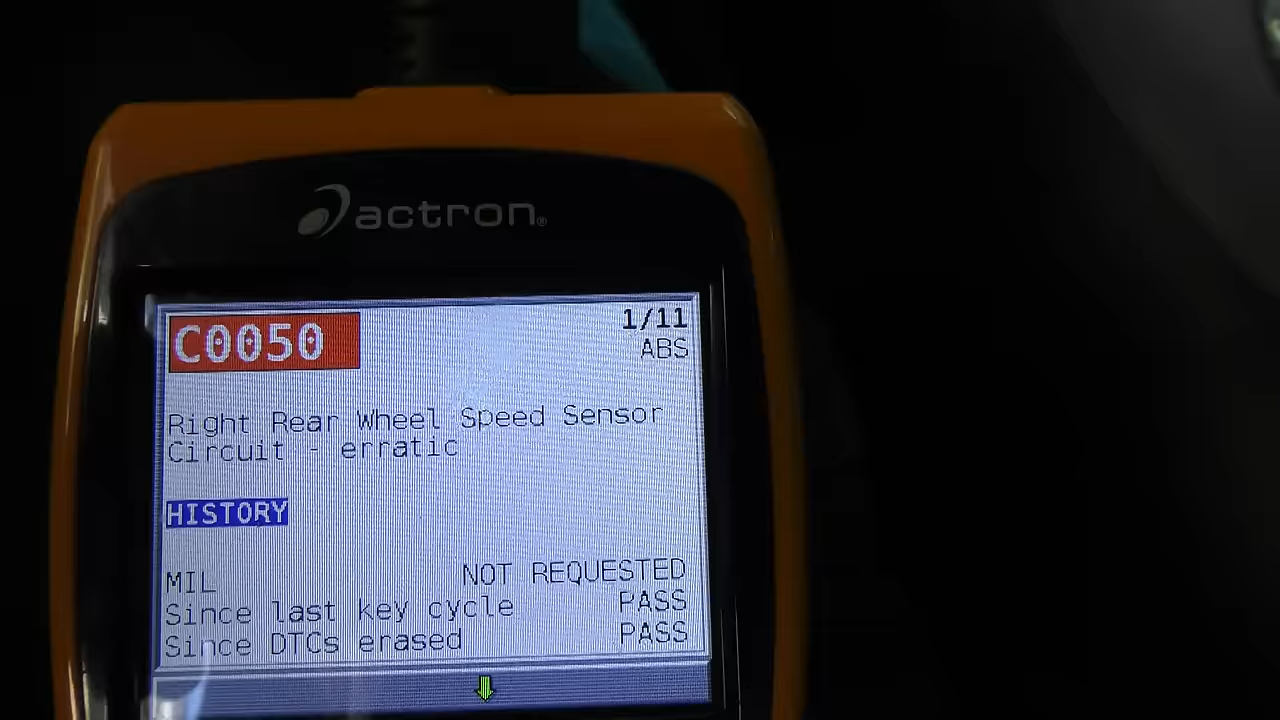 actron®
C0050
1/11
ABS
Right Rear Wheel Speed Sensor
Circuit - erratic
HISTORY
MIL NOT REQUESTED
Since last key cycle PASS
Since DTCs erased PASS